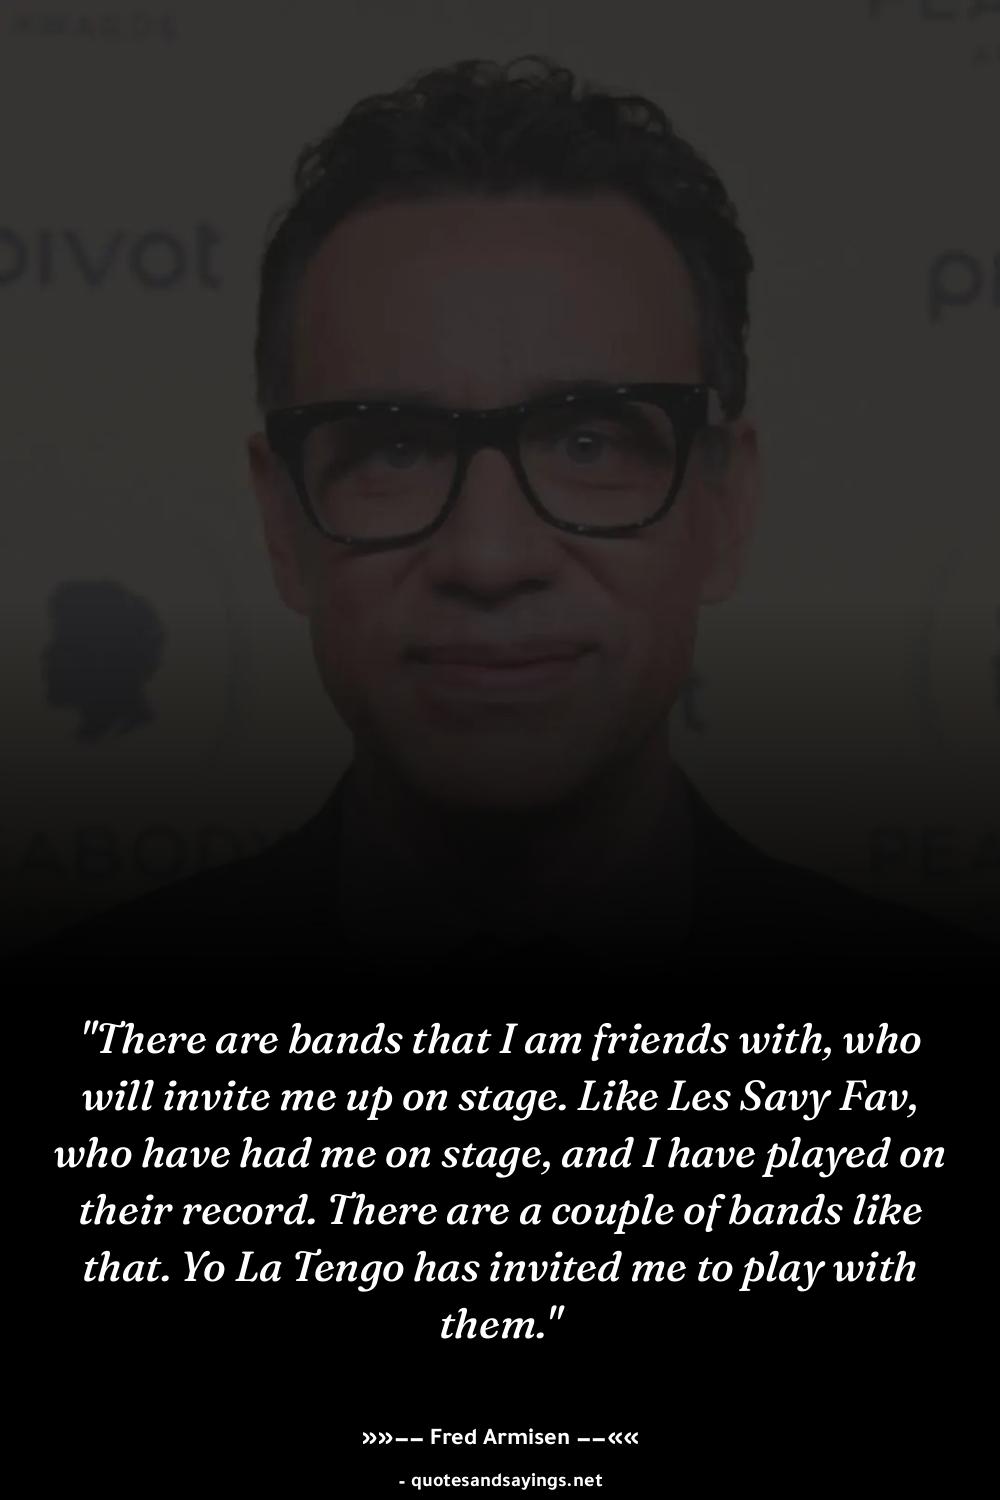 AWARDS
pivot
"There are bands that I am friends with, who
will invite me up on stage. Like Les Savy Fav,
who have had me on stage, and I have played on
their record. There are a couple of bands like
that. Yo La Tengo has invited me to play with
them."
»»–– Fred Armisen ––««
- quotesandsayings.net